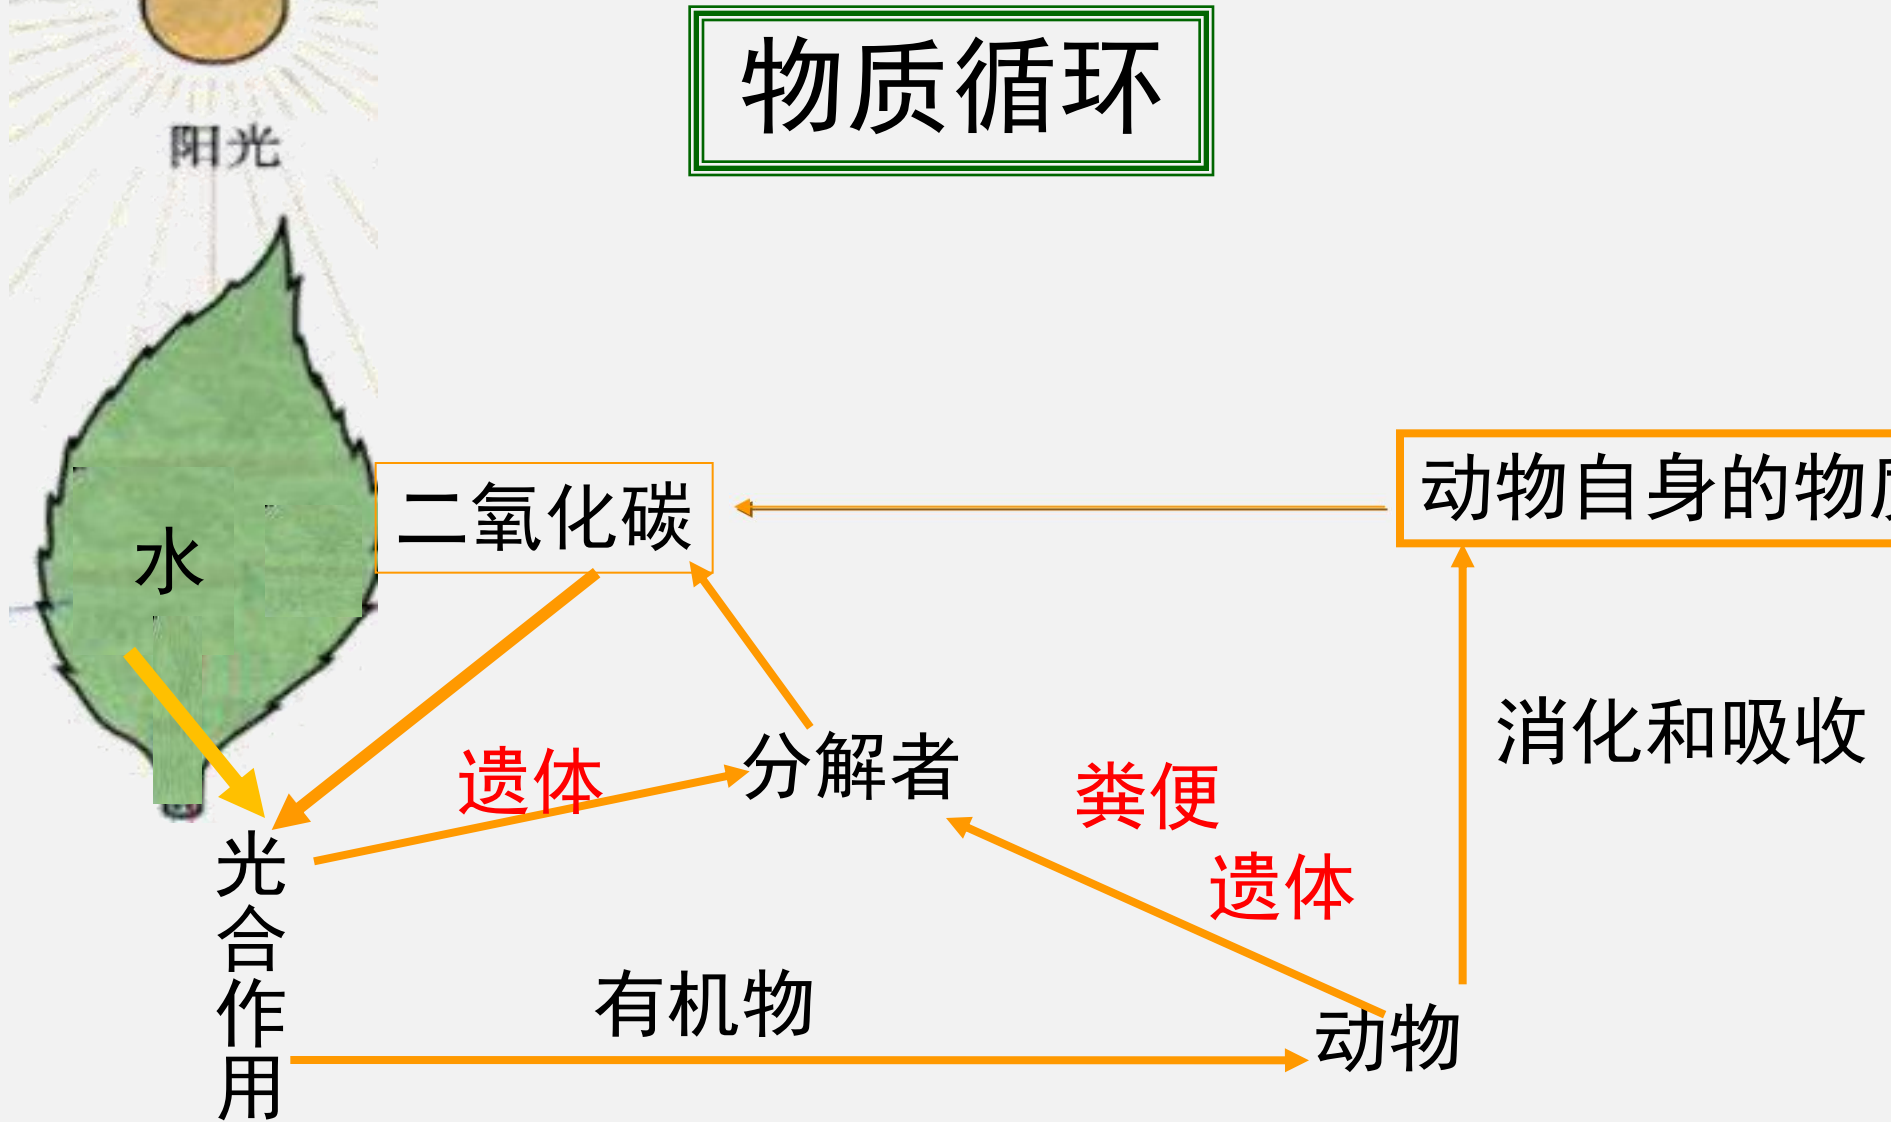 物质循环
阳光
动物自身的物
二氧化碳
水
消化和吸收
分解者
遗体
粪便
遗体
光
合
作
用
有机物
动物